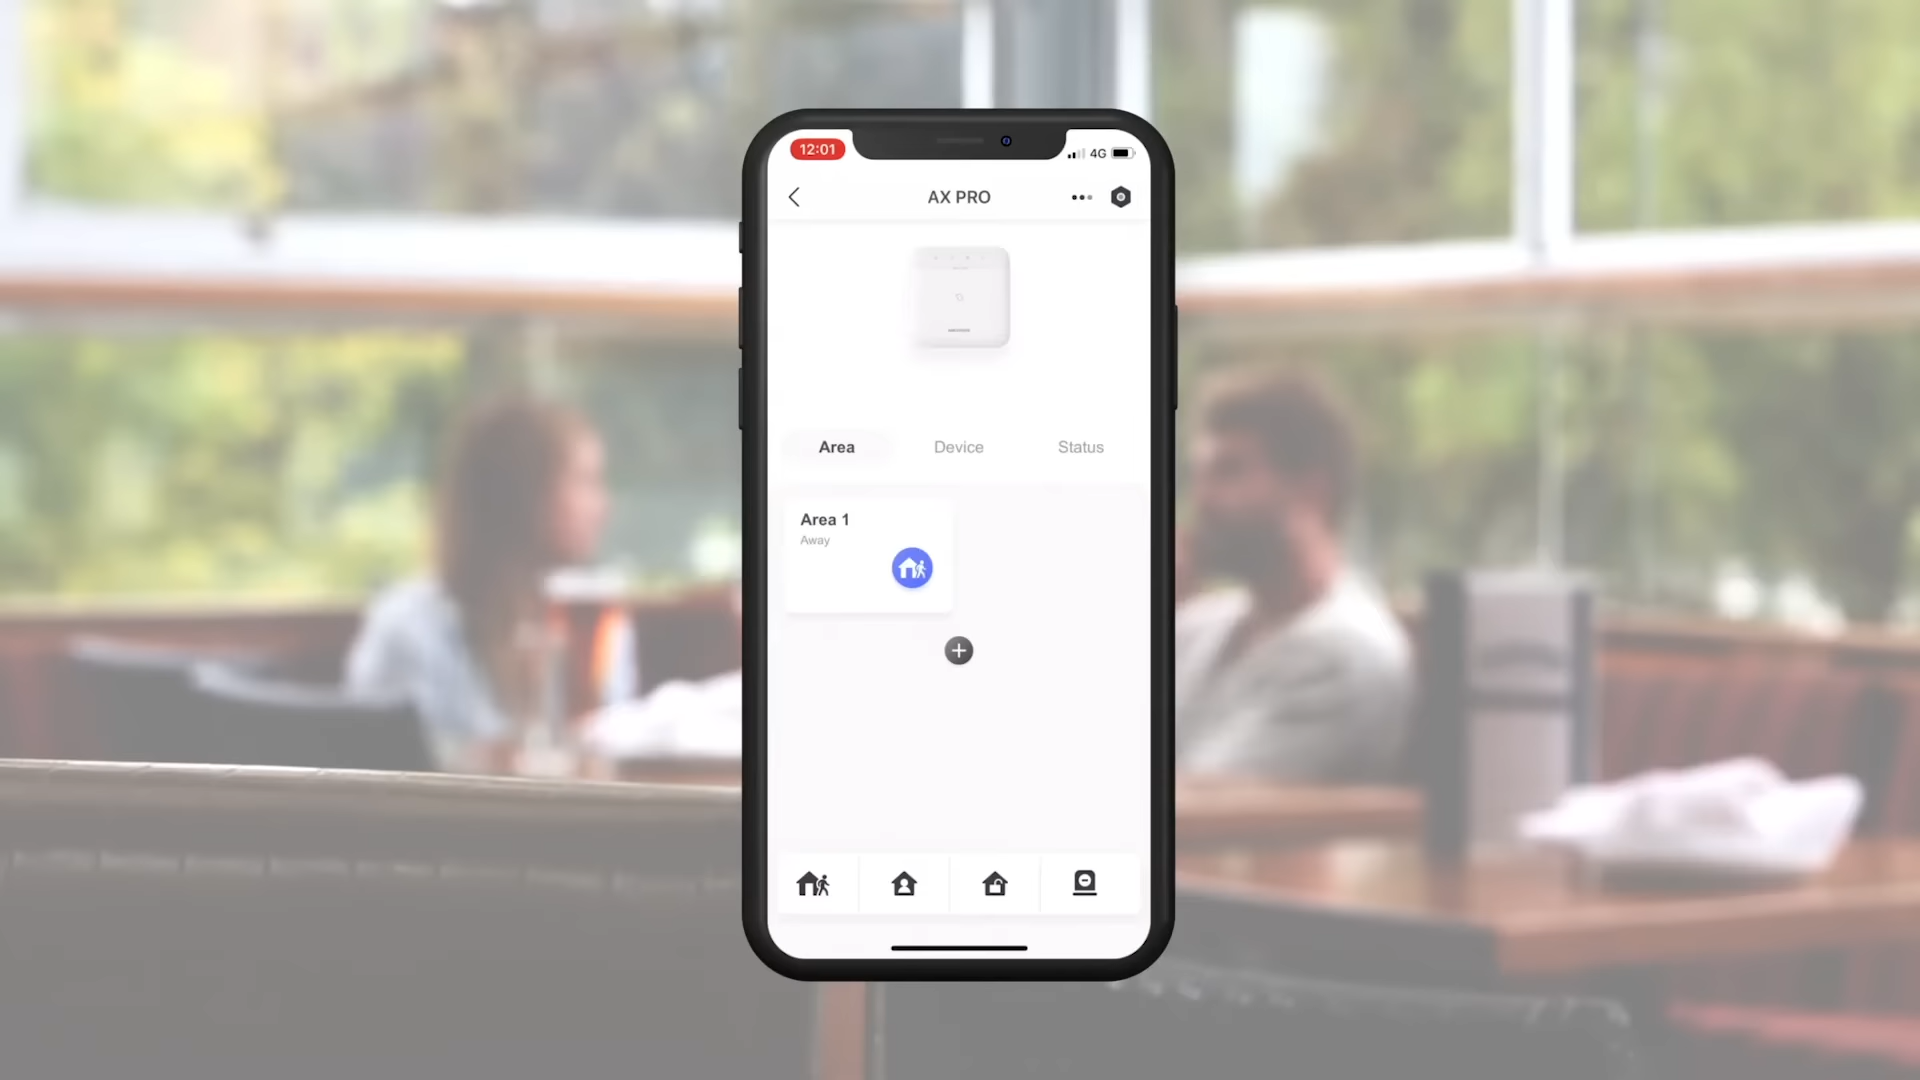 12:01
4G
AX PRO
Area
Device
Status
Area 1
Away